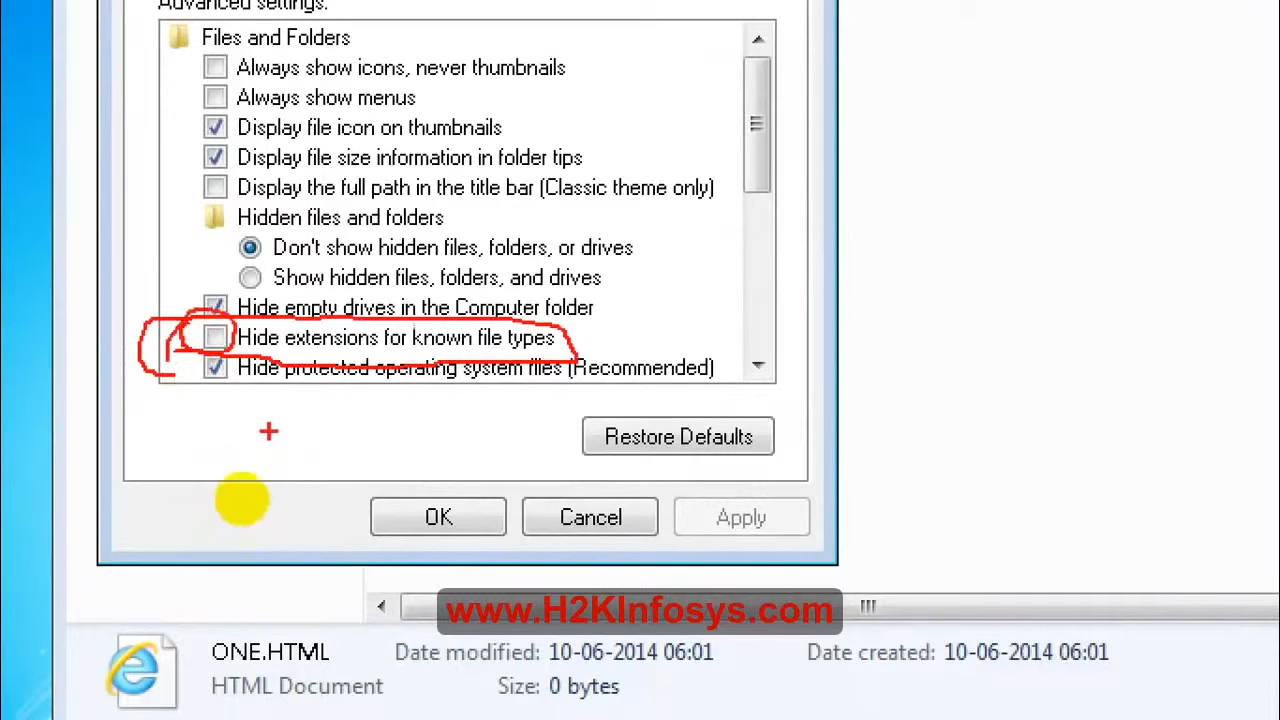 Advanced settings:
Files and Folders
Always show icons, never thumbnails
Always show menus
Display file icon on thumbnails
Display file size information in folder tips
Display the full path in the title bar (Classic theme only)
Hidden files and folders
Don't show hidden files, folders, or drives
Show hidden files, folders, and drives
Hide empty drives in the Computer folder
Hide extensions for known file types
Hide protected operating system files (Recommended)
Restore Defaults
OK Cancel Apply
www.H2KInfosys.com
ONE.HTML Date modified: 10-06-2014 06:01 Date created: 10-06-2014 06:01
HTML Document Size: 0 bytes